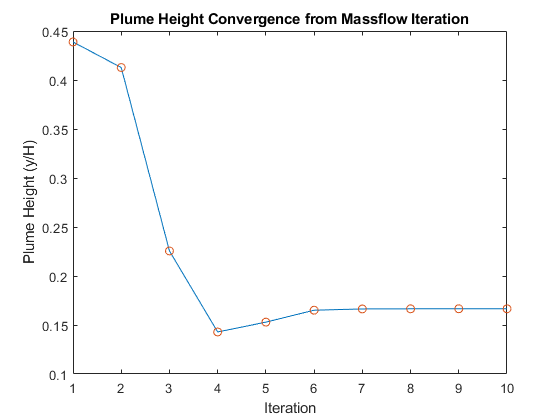 Plume Height Convergence from Massflow Iteration
0.45
0.4
0.35
0.3
0.25
0.2
0.15
0.1
Plume Height (y/H)
1 2 3 4 5 6 7 8 9 10
Iteration